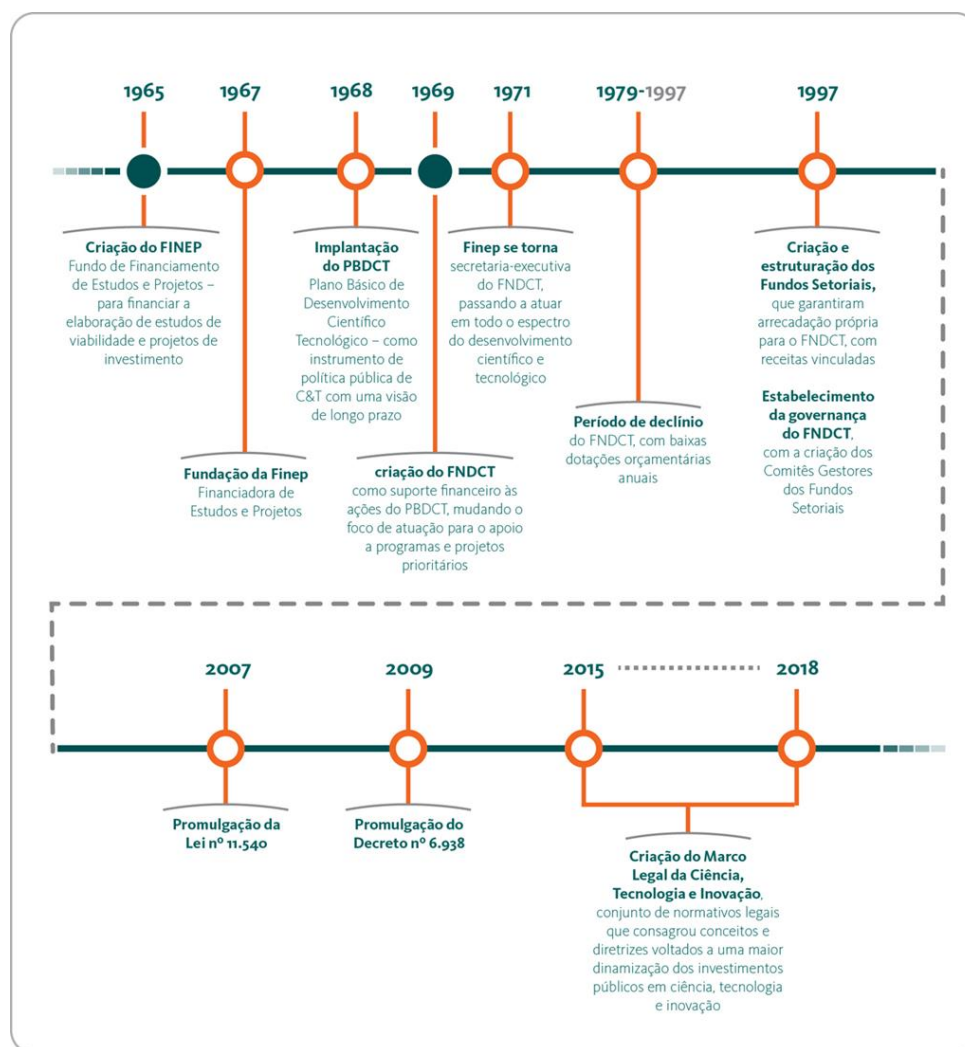 1965
Criação do FINEP
Fundo de Financiamento
de Estudos e Projetos –
para financiar a
elaboração de estudos de
viabilidade e projetos de
investimento
1967
Fundação da Finep
Financiadora de
Estudos e Projetos
1968
Implantação
do PBDCT
Plano Básico de
Desenvolvimento
Científico
Tecnológico – como
instrumento de
política pública de
C&T com uma visão
de longo prazo
1969
criação do FNDCT
como suporte financeiro às
ações do PBDCT, mudando o
foco de atuação para o apoio
a programas e projetos
prioritários
1971
Finep se torna
secretaria-executiva
do FNDCT,
passando a atuar
em todo o espectro
do desenvolvimento
científico e
tecnológico
1979-1997
Período de declínio
do FNDCT, com baixas
dotações orçamentárias
anuais
1997
Criação e
estruturação dos
Fundos Setoriais,
que garantiram
arrecadação própria
para o FNDCT, com
receitas vinculadas
Estabelecimento
da governança
do FNDCT,
com a criação dos
Comitês Gestores
dos Fundos
Setoriais
2007
Promulgação da
Lei nº 11.540
2009
Promulgação do
Decreto nº 6.938
2015 2018
Criação do Marco
Legal da Ciência,
Tecnologia e Inovação,
conjunto de normativos legais
que consagrou conceitos e
diretrizes voltados a uma maior
dinamização dos investimentos
públicos em ciência, tecnologia
e inovação